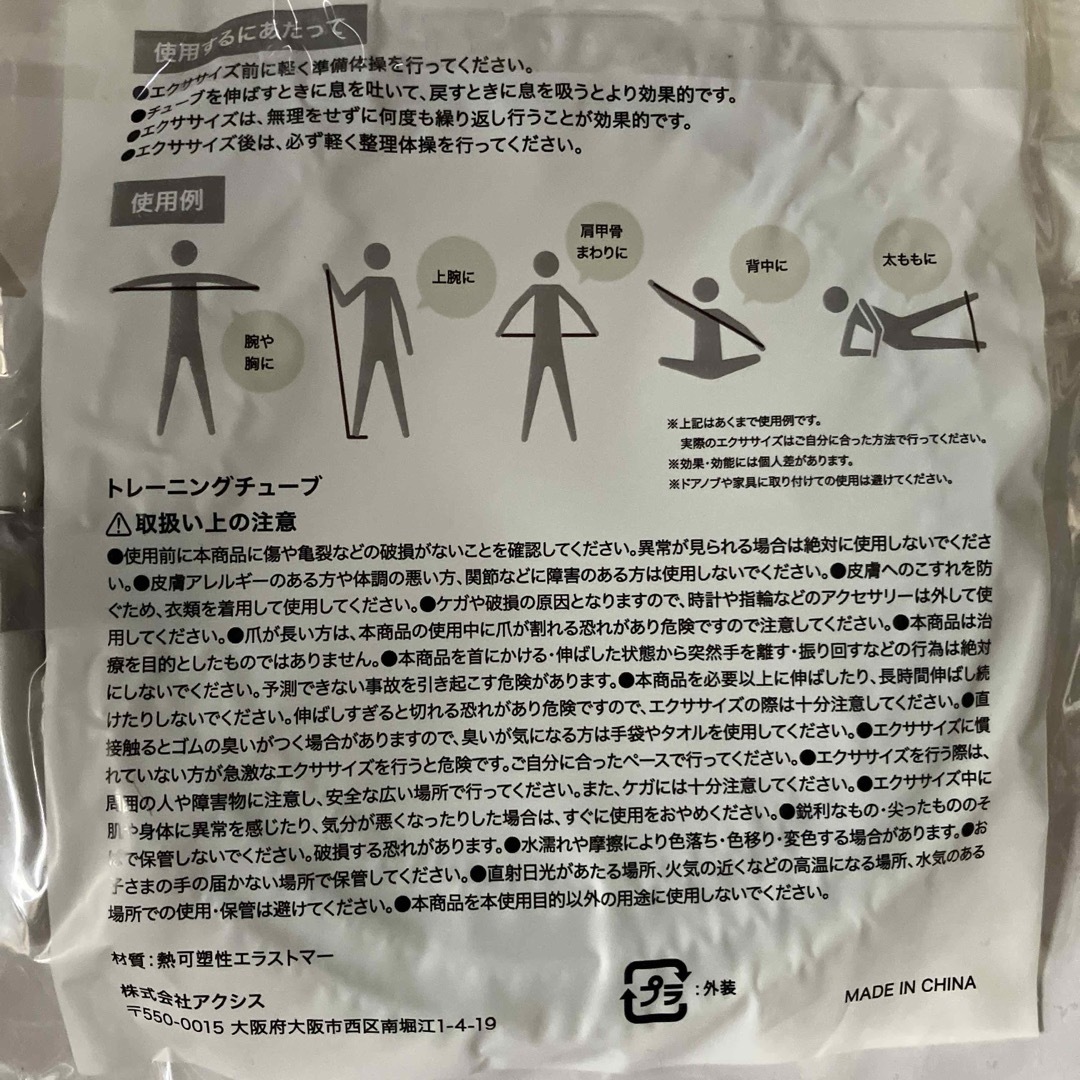 使用するにあたって
●エクササイズ前に軽く準備体操を行ってください。
●チューブを伸ばすときに息を吐いて、戻すときに息を吸うとより効果的です。
●エクササイズは、無理をせずに何度も繰り返し行うことが効果的です。
●エクササイズ後は、必ず軽く整理体操を行ってください。
使用例
腕や
胸に
上腕に
肩甲骨
まわりに
背中に
太ももに
※上記はあくまで使用例です。
実際のエクササイズはご自分に合った方法で行ってください。
※効果・効能には個人差があります。
※ドアノブや家具に取り付けての使用は避けてください。
トレーニングチューブ
⚠取扱い上の注意
●使用前に本商品に傷や亀裂などの破損がないことを確認してください。異常が見られる場合は絶対に使用しないでくださ
い。●皮膚アレルギーのある方や体調の悪い方、関節などに障害のある方は使用しないでください。●皮膚へのこすれを防
ぐため、衣類を着用して使用してください。●ケガや破損の原因となりますので、時計や指輪などのアクセサリーは外して使
用してください。●爪が長い方は、本商品の使用中に爪が割れる恐れがあり危険ですので注意してください。●本商品は治
療を目的としたものではありません。●本商品を首にかける・伸ばした状態から突然手を離す・振り回すなどの行為は絶対
にしないでください。予測できない事故を引き起こす危険があります。●本商品を必要以上に伸ばしたり、長時間伸ばし続
けたりしないでください。伸ばしすぎると切れる恐れがあり危険ですので、エクササイズの際は十分注意してください。●直
接触るとゴムの臭いがつく場合がありますので、臭いが気になる方は手袋やタオルを使用してください。●エクササイズに慣
れていない方が急激なエクササイズを行うと危険です。ご自分に合ったペースで行ってください。●エクササイズを行う際は、
周囲の人や障害物に注意し、安全な広い場所で行ってください。また、ケガには十分注意してください。●エクササイズ中に
肌や身体に異常を感じたり、気分が悪くなったりした場合は、すぐに使用をおやめください。●鋭利なもの・尖ったもののそ
ばで保管しないでください。破損する恐れがあります。●水濡れや摩擦により色落ち・色移り・変色する場合があります。●お
子さまの手の届かない場所で保管してください。●直射日光があたる場所、火気の近くなどの高温になる場所、水気のある
場所での使用・保管は避けてください。●本商品を本使用目的以外の用途に使用しないでください。
材質：熱可塑性エラストマー
株式会社アクシス
〒550-0015 大阪府大阪市西区南堀江1-4-19
プラ
：外装
MADE IN CHINA